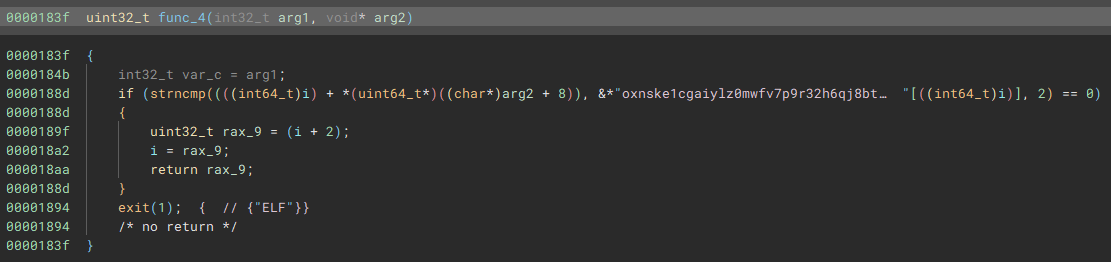 0000183f uint32_t func_4(int32_t arg1, void* arg2)
0000183f {
0000184b int32_t var_c = arg1;
0000188d if (strncmp((((int64_t)i) + *(uint64_t*)((char*)arg2 + 8)), &*"oxnske1cgaiylz0mwfv7p9r32h6qj8bt… "[((int64_t)i)], 2) == 0)
0000188d {
0000189f uint32_t rax_9 = (i + 2);
000018a2 i = rax_9;
000018aa return rax_9;
0000188d }
00001894 exit(1); { // {"ELF"}}
00001894 /* no return */
0000183f }